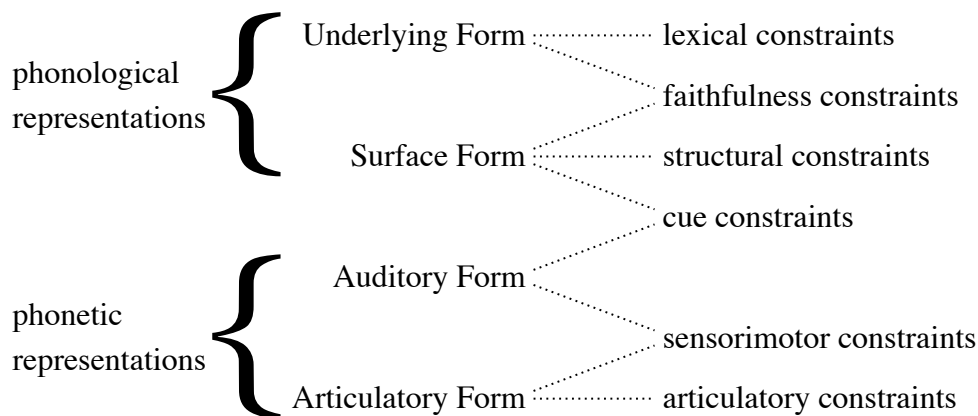 Underlying Form
lexical constraints
phonological
representations
faithfulness constraints
Surface Form
structural constraints
cue constraints
Auditory Form
phonetic
representations
sensorimotor constraints
Articulatory Form
articulatory constraints